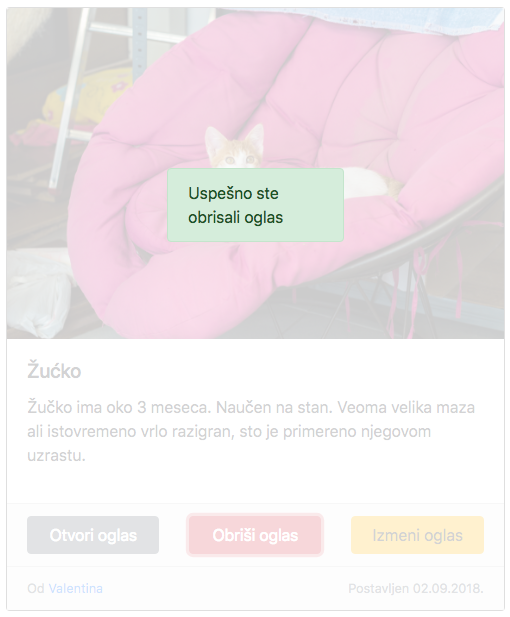 Uspešno ste
obrisali oglas
Žućko
Žučko ima oko 3 meseca. Naučen na stan. Veoma velika maza
ali istovremeno vrlo razigran, sto je primereno njegovom
uzrastu.
Otvori oglas Obriši oglas Izmeni oglas
Od Valentina Postavljen 02.09.2018.